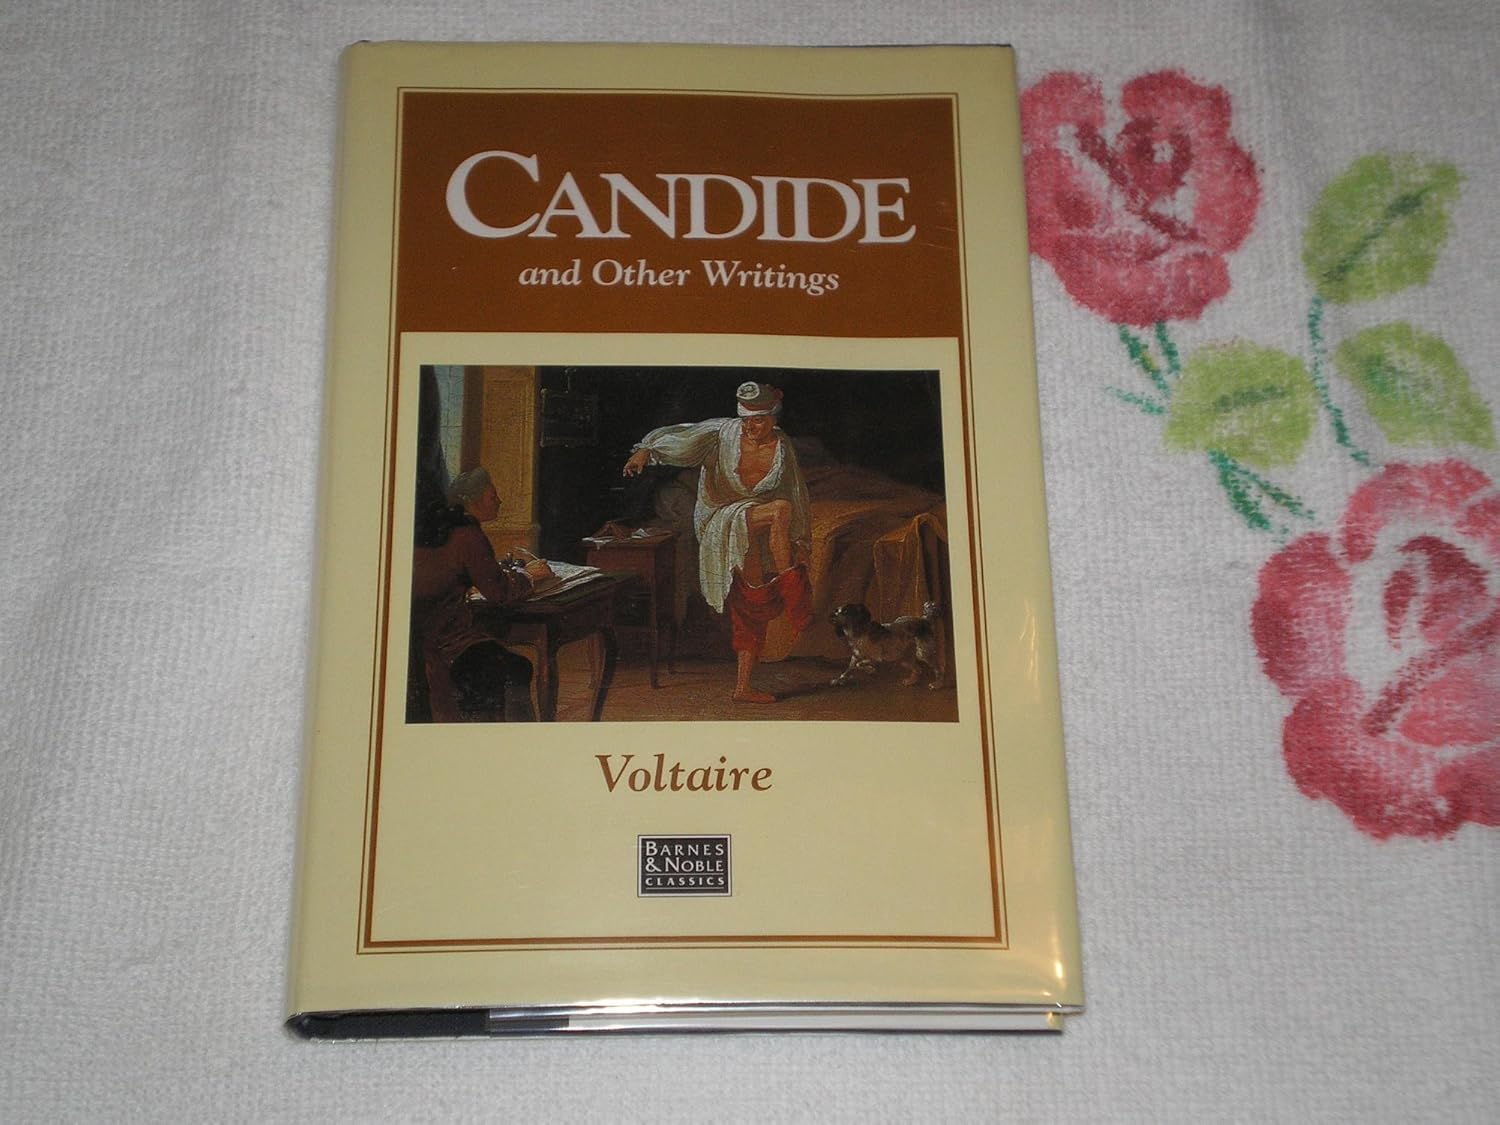 CANDIDE
and Other Writings
Voltaire
BARNES
& NOBLE
CLASSICS